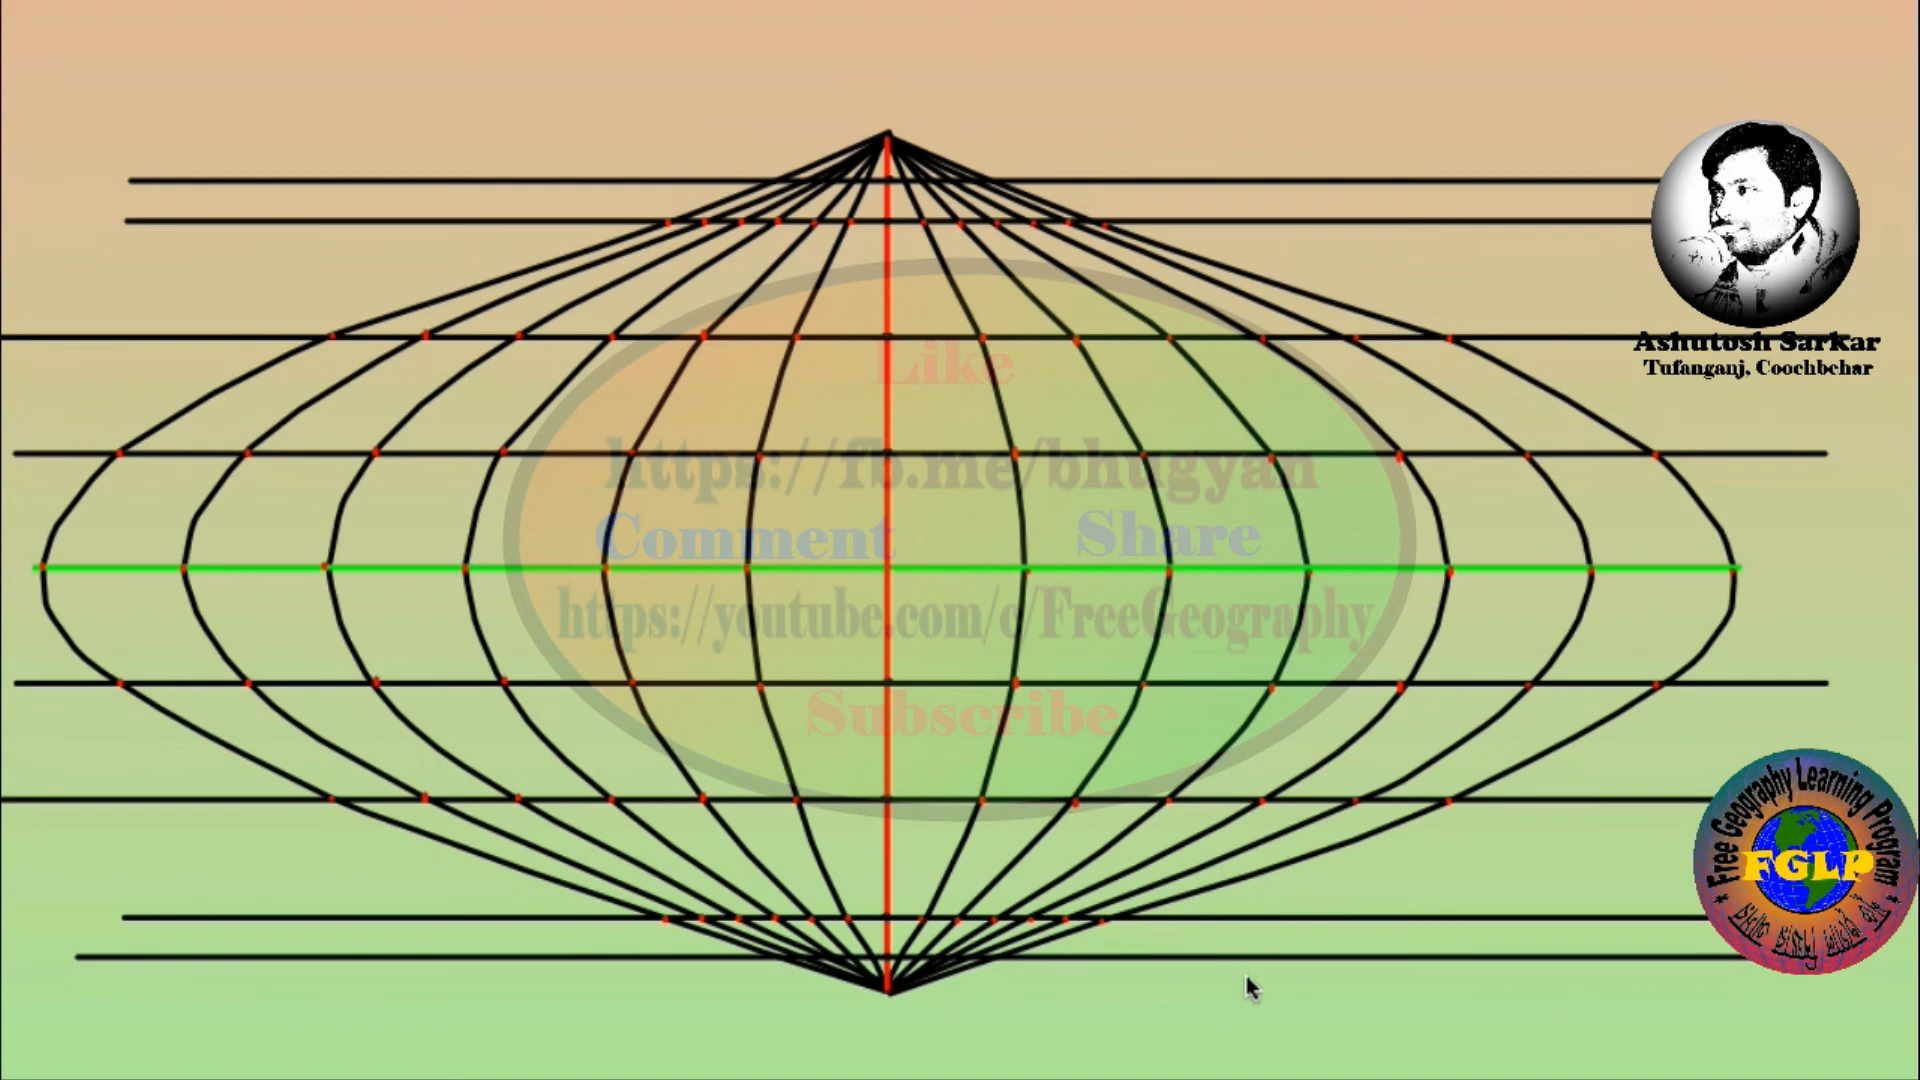 Ashutosh Sarkar
Tufanganj, Coochbehar
Like
https://fb.me/bhugyan
Comment
Share
https://youtube.com/c/FreeGeography
Subscribe
Free Geography Learning Program
FGLP